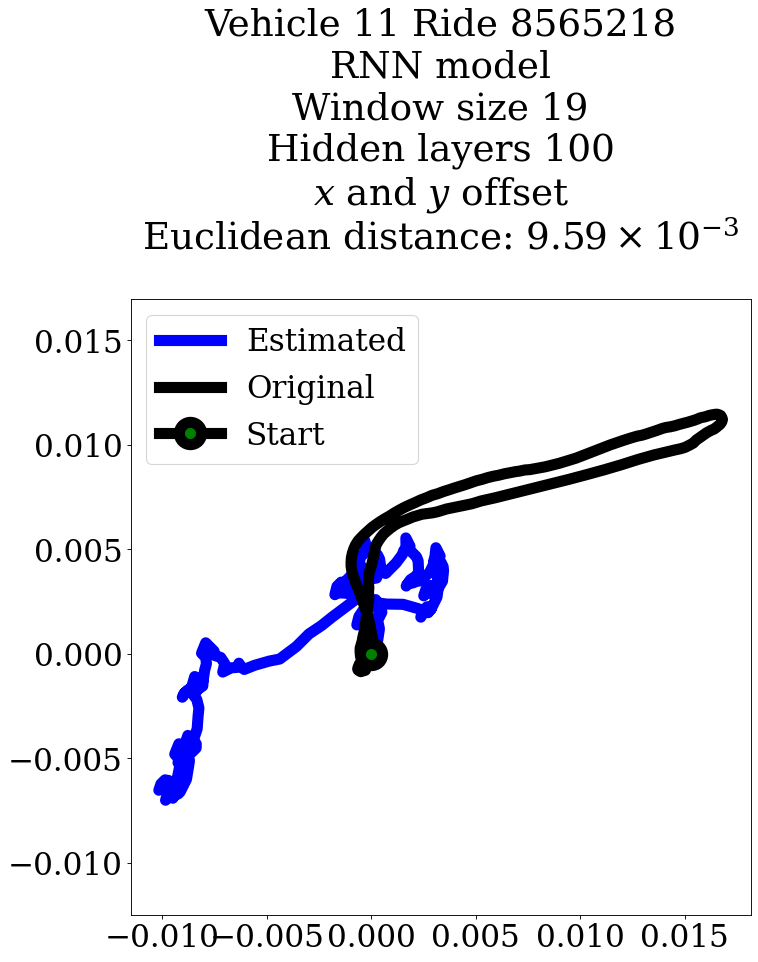 Vehicle 11 Ride 8565218
RNN model
Window size 19
Hidden layers 100
x and y offset
Euclidean distance: 9.59 × 10⁻³
Estimated
Original
Start
0.015
0.010
0.005
0.000
−0.005
−0.010
−0.010 −0.005 0.000 0.005 0.010 0.015